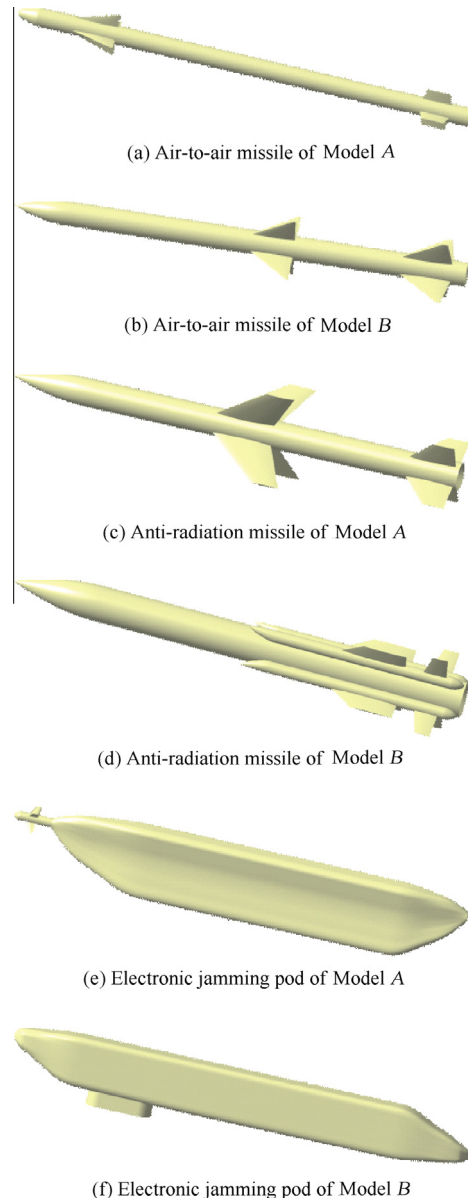 (a) Air-to-air missile of Model A
(b) Air-to-air missile of Model B
(c) Anti-radiation missile of Model A
(d) Anti-radiation missile of Model B
(e) Electronic jamming pod of Model A
(f) Electronic jamming pod of Model B